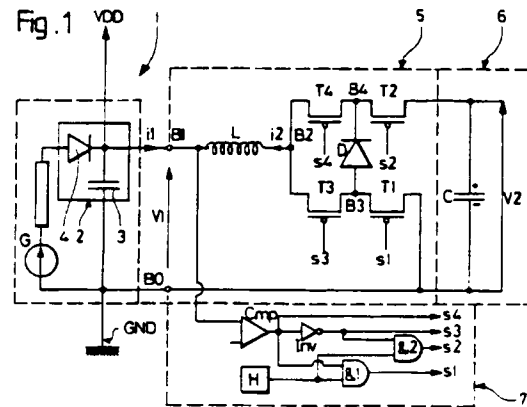 Fig.1
1
5
6
VDD
T4
B4
T2
i1
B1
L
i2
B2
s4
D
s2
T3
B3
T1
C
V2
4
2
3
V1
s3
s1
G
B0
GND
Cmp
s4
Inv
s3
&2
s2
H
&1
s1
7